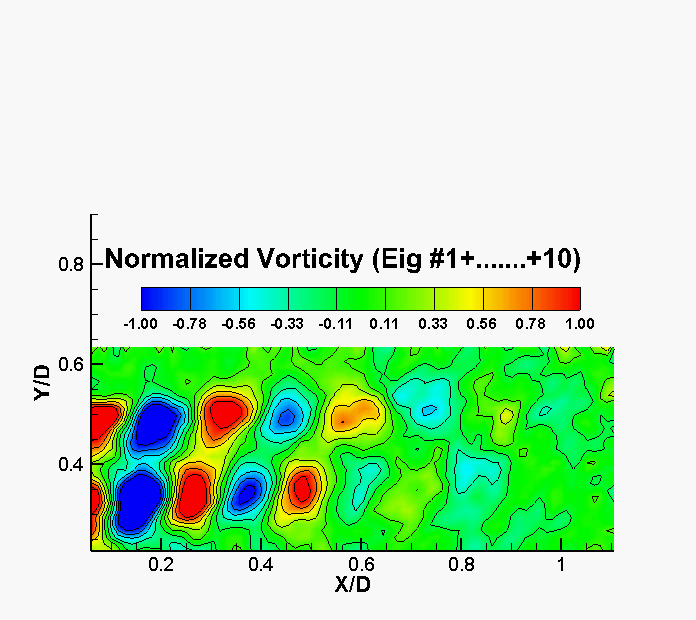 0.8
Normalized Vorticity (Eig #1+.......+10)
-1.00 -0.78 -0.56 -0.33 -0.11 0.11 0.33 0.56 0.78 1.00
0.6
Y/D
0.4
0.2 0.4 0.6 0.8 1
X/D